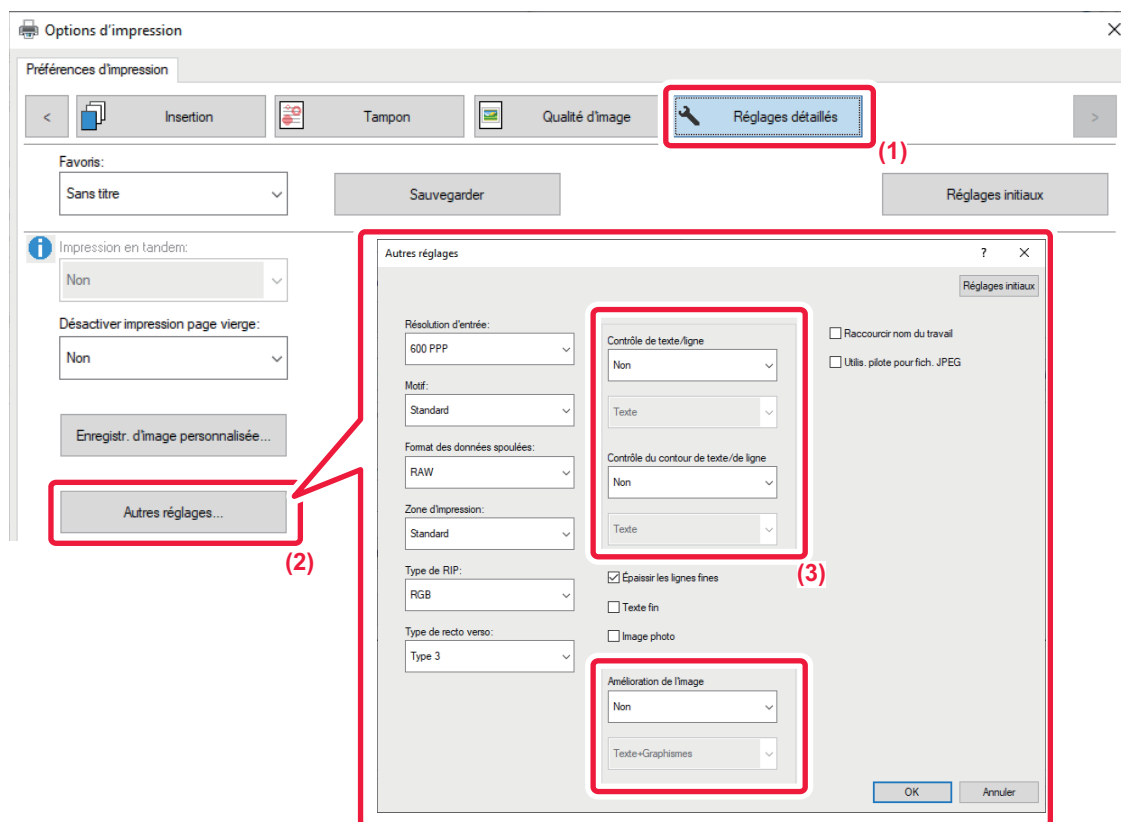 Options d'impression
Préférences d'impression
<
Insertion
Tampon
Qualité d'image
Réglages détaillés
>
(1)
Favoris:
Sans titre
Sauvegarder
Réglages initiaux
Impression en tandem:
Non
Désactiver impression page vierge:
Non
Enregistr. d'image personnalisée...
Autres réglages...
(2)
Autres réglages
?
Réglages initiaux
Résolution d'entrée:
600 PPP
Motif:
Standard
Format des données spoulées:
RAW
Zone d'impression:
Standard
Type de RIP:
RGB
Type de recto verso:
Type 3
Contrôle de texte/ligne
Non
Texte
Contrôle du contour de texte/de ligne
Non
Texte
(3)
Épaissir les lignes fines
Texte fin
Image photo
Amélioration de l'image
Non
Texte+Graphismes
Raccourcir nom du travail
Utilis. pilote pour fich. JPEG
OK
Annuler